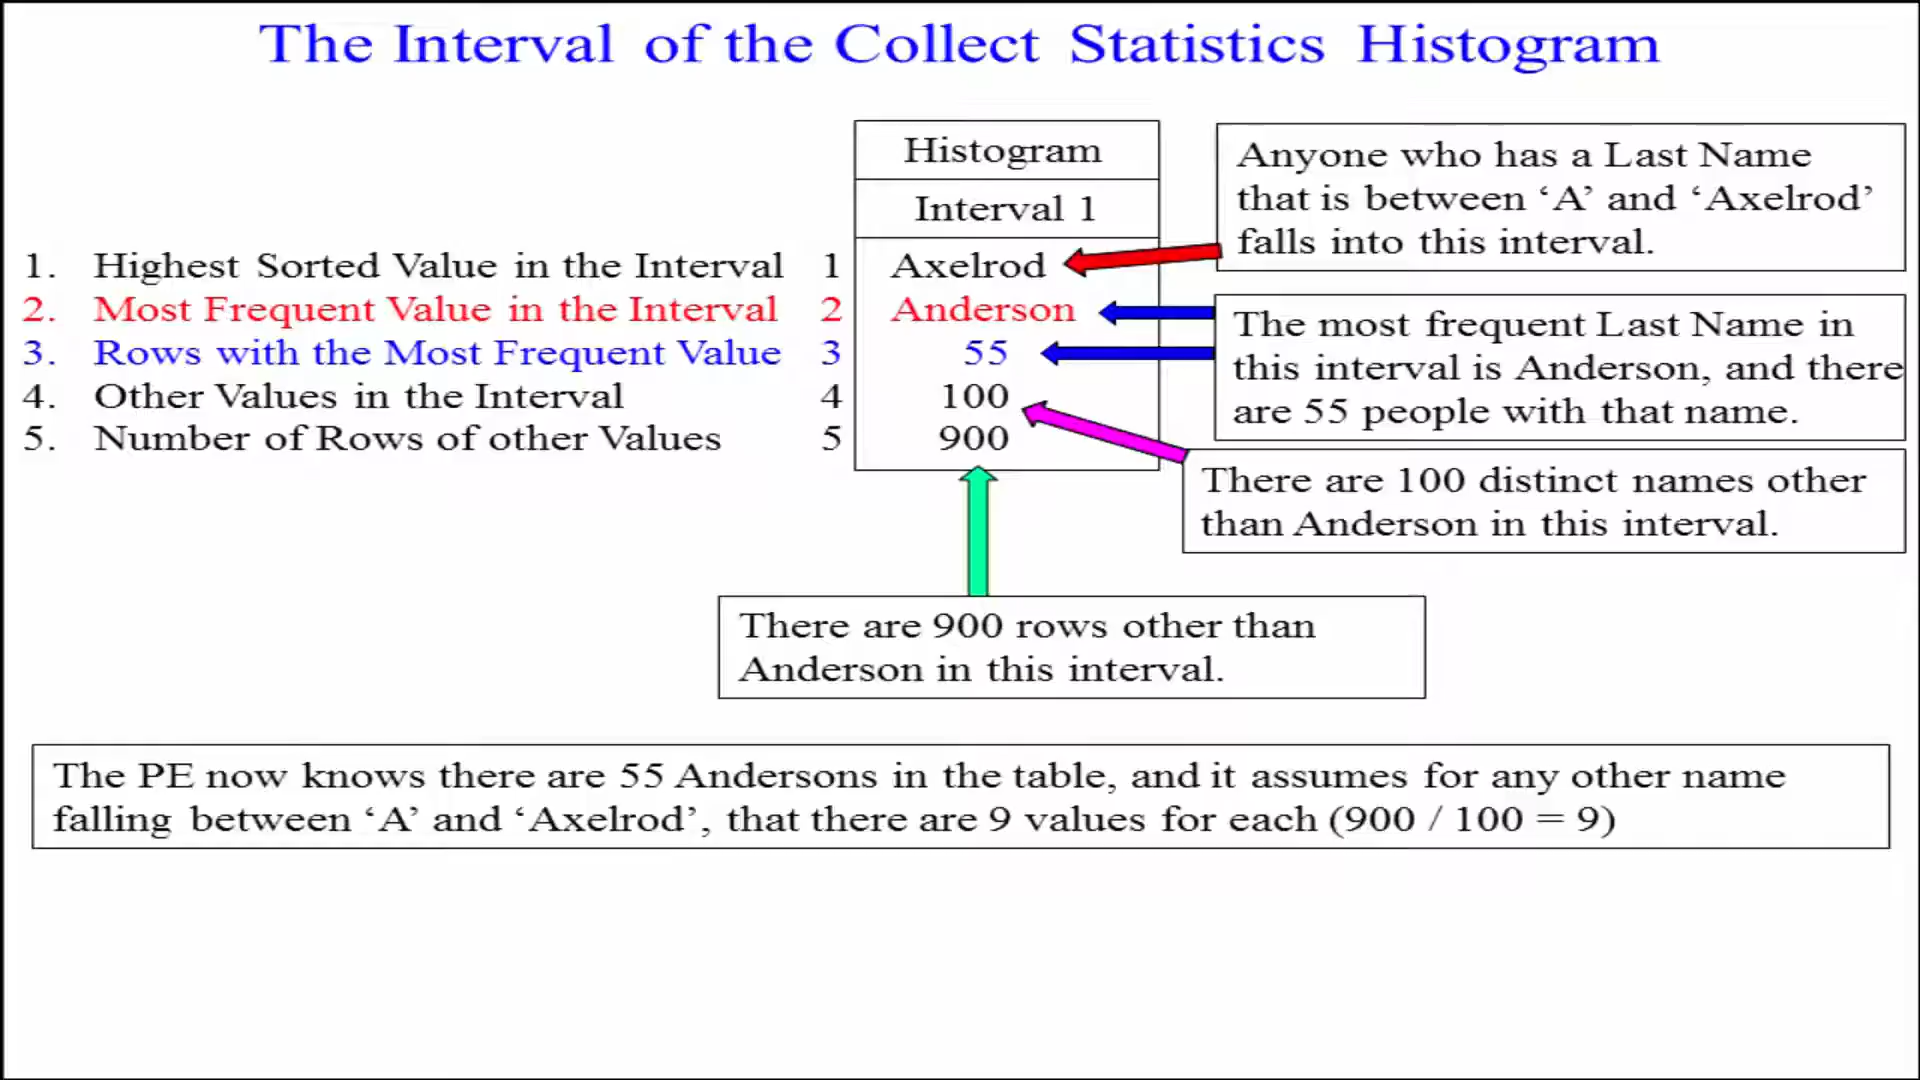 The Interval of the Collect Statistics Histogram
Histogram
Interval 1
1. Highest Sorted Value in the Interval 1 Axelrod
2. Most Frequent Value in the Interval 2 Anderson
3. Rows with the Most Frequent Value 3 55
4. Other Values in the Interval 4 100
5. Number of Rows of other Values 5 900
Anyone who has a Last Name
that is between ‘A’ and ‘Axelrod’
falls into this interval.
The most frequent Last Name in
this interval is Anderson, and there
are 55 people with that name.
There are 100 distinct names other
than Anderson in this interval.
There are 900 rows other than
Anderson in this interval.
The PE now knows there are 55 Andersons in the table, and it assumes for any other name
falling between ‘A’ and ‘Axelrod’, that there are 9 values for each (900 / 100 = 9)